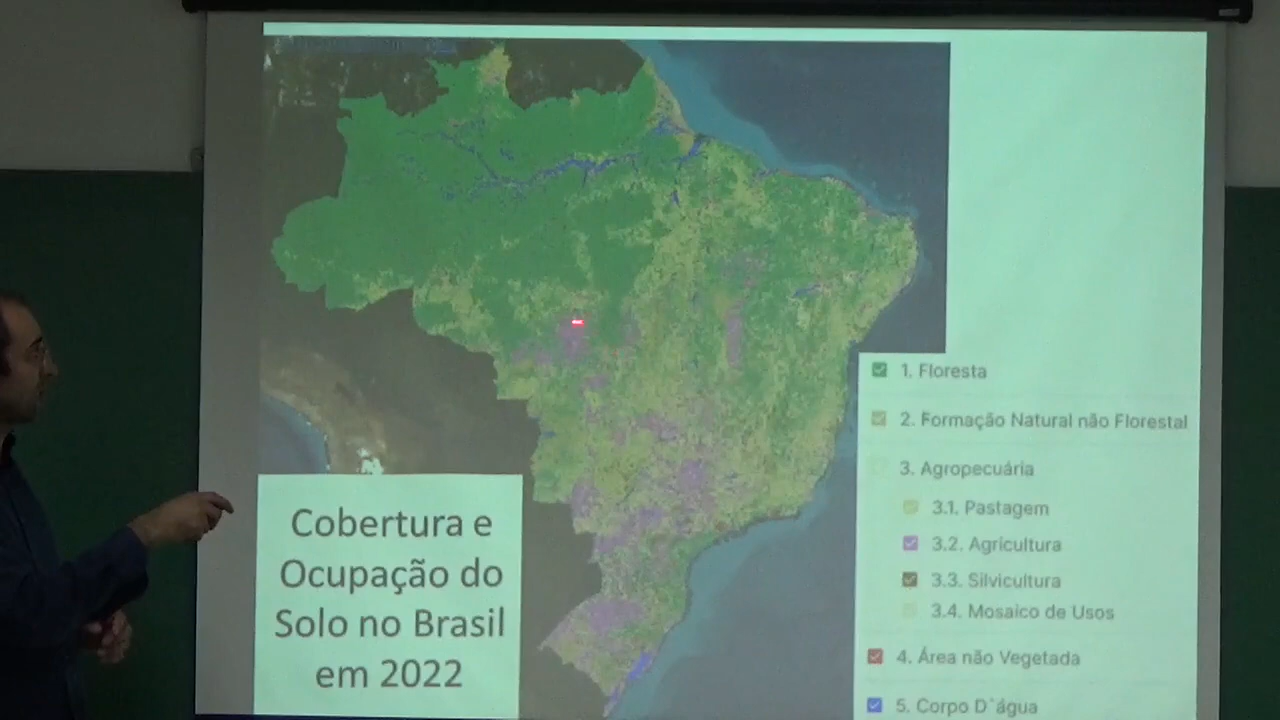 Cobertura e
Ocupação do
Solo no Brasil
em 2022
1. Floresta
2. Formação Natural não Florestal
3. Agropecuária
3.1. Pastagem
3.2. Agricultura
3.3. Silvicultura
3.4. Mosaico de Usos
4. Área não Vegetada
5. Corpo D`água